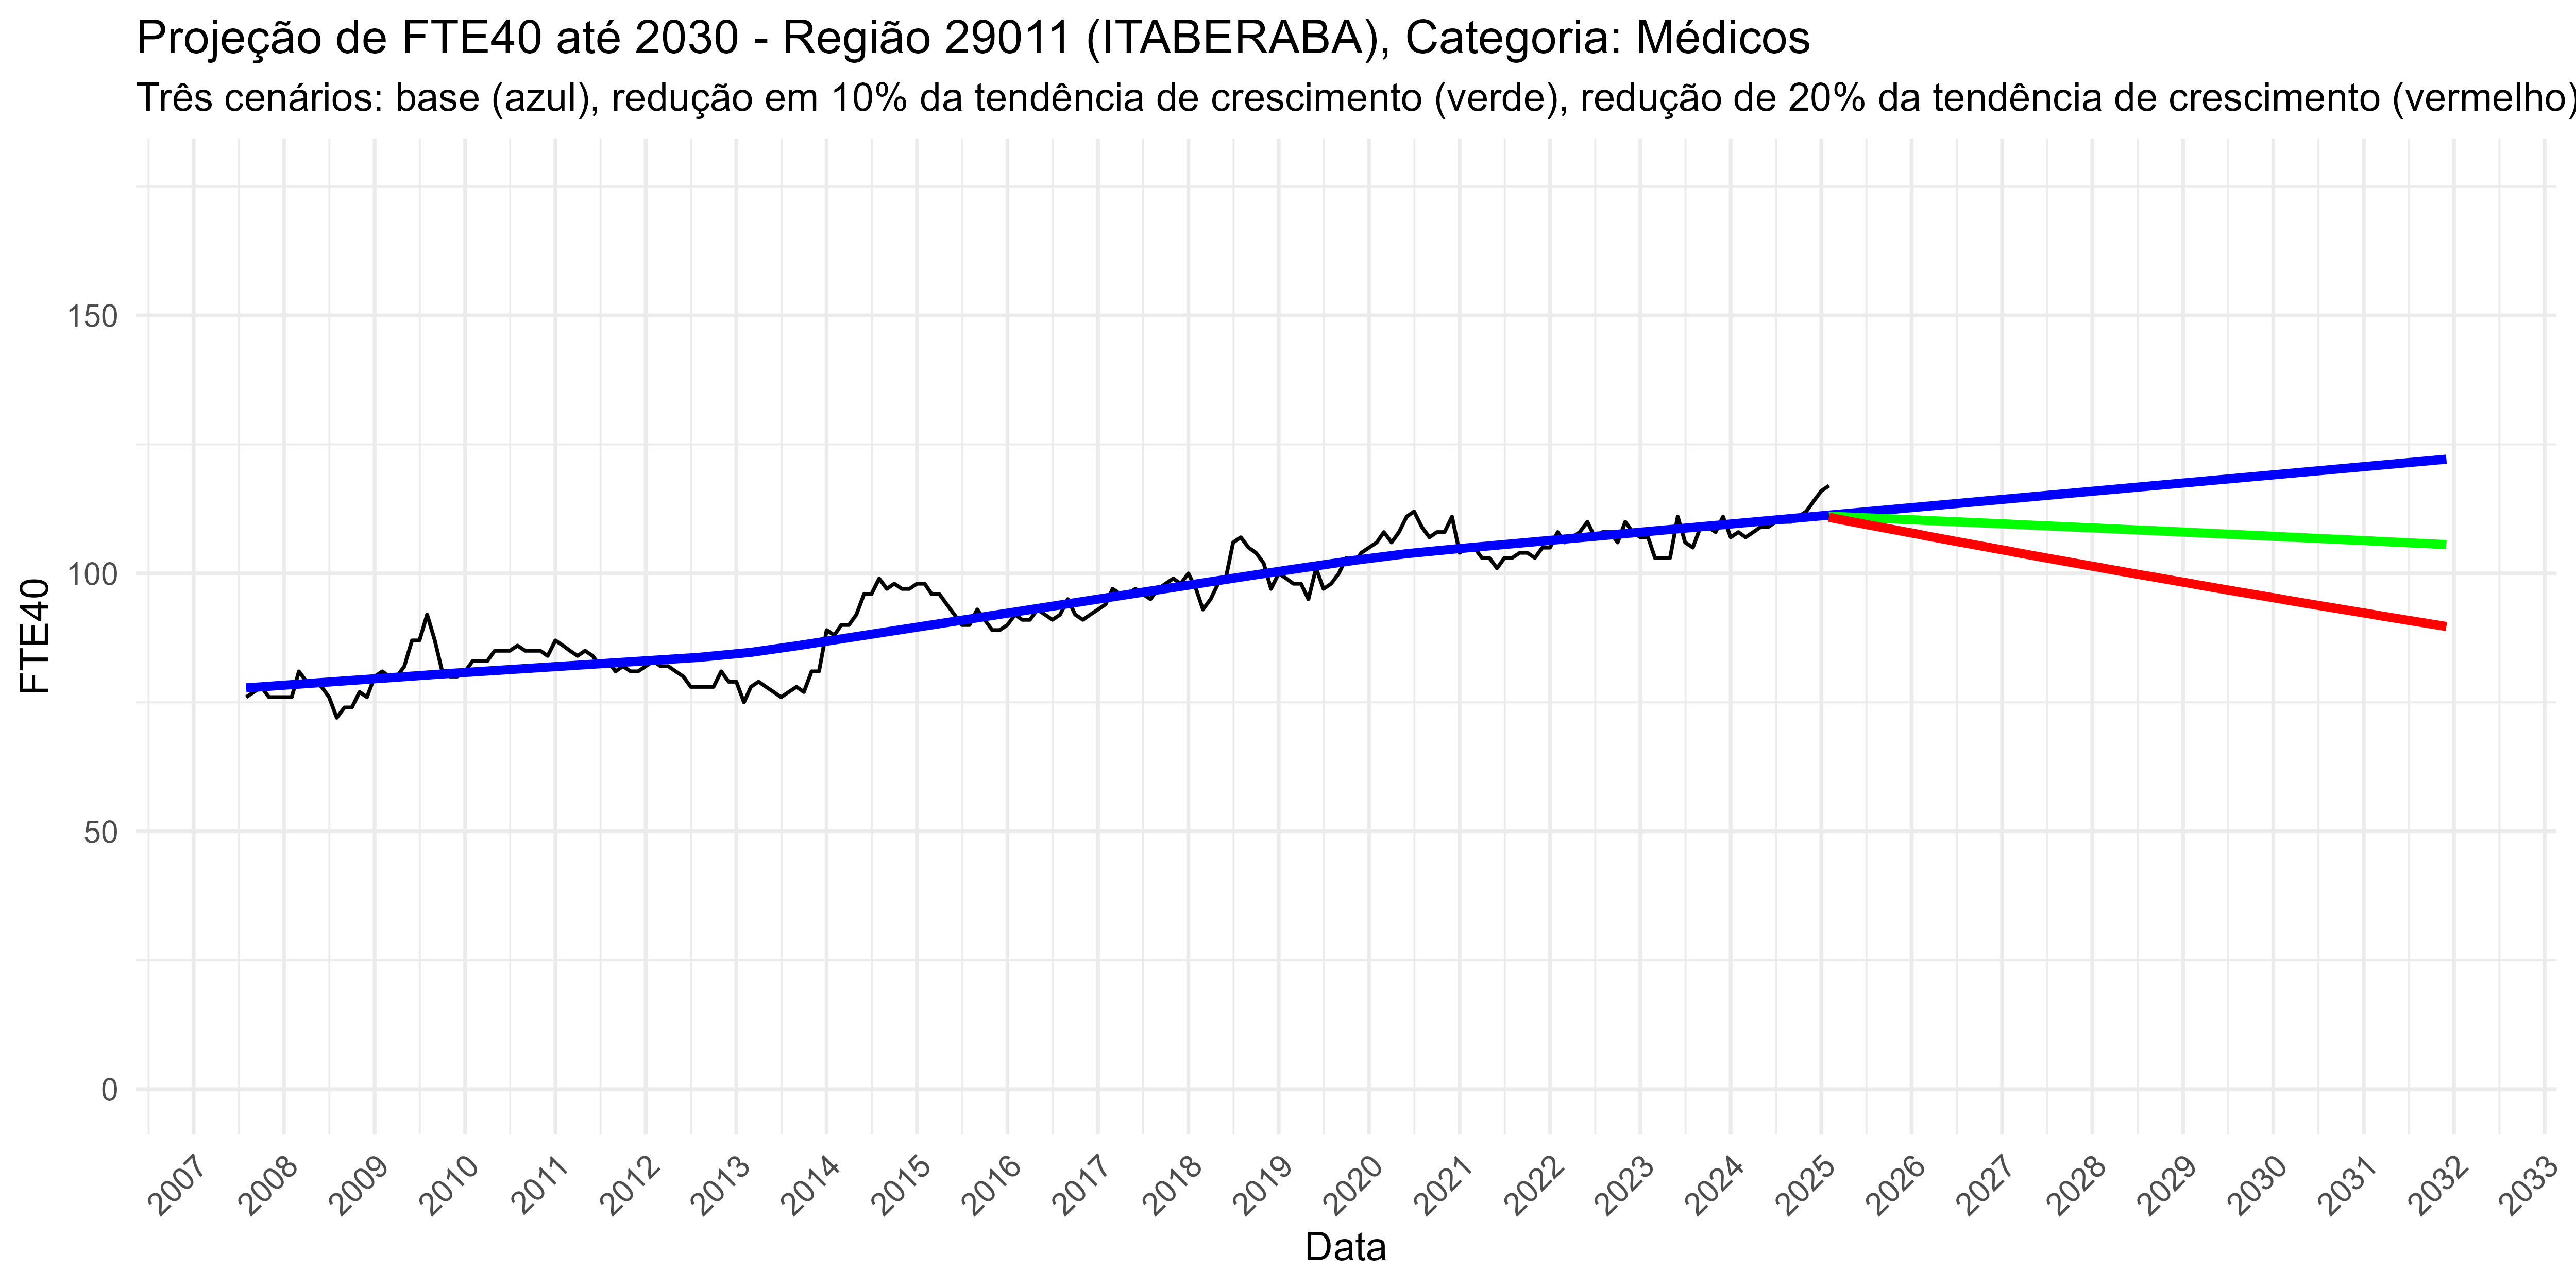 Projeção de FTE40 até 2030 - Região 29011 (ITABERABA), Categoria: Médicos
Três cenários: base (azul), redução em 10% da tendência de crescimento (verde), redução de 20% da tendência de crescimento (vermelho)
150
100
50
0
FTE40
2007 2008 2009 2010 2011 2012 2013 2014 2015 2016 2017 2018 2019 2020 2021 2022 2023 2024 2025 2026 2027 2028 2029 2030 2031 2032 2033
Data